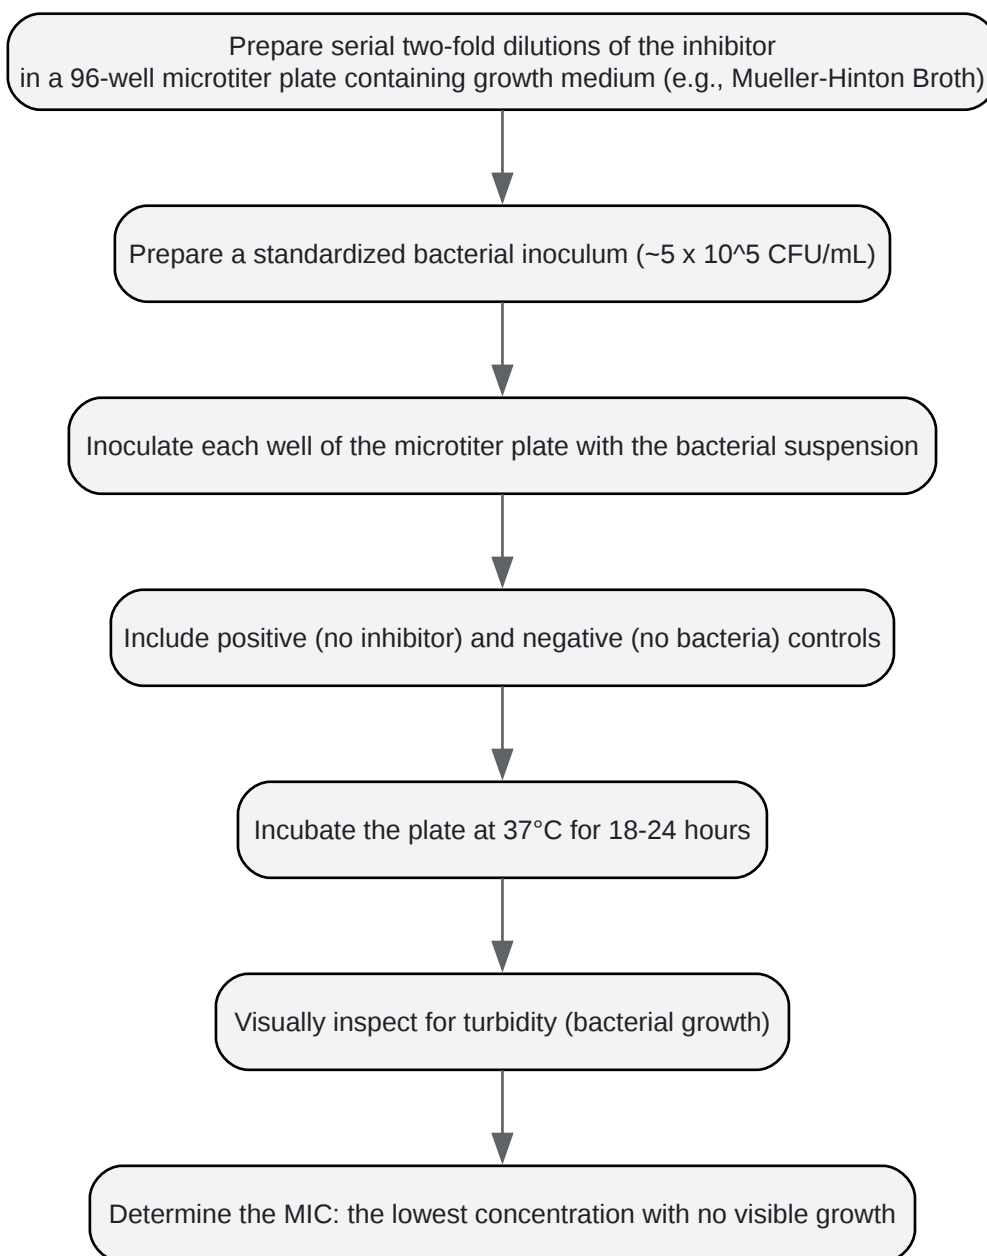 Prepare serial two-fold dilutions of the inhibitor
in a 96-well microtiter plate containing growth medium (e.g., Mueller-Hinton Broth)
Prepare a standardized bacterial inoculum (~5 x 10^5 CFU/mL)
Inoculate each well of the microtiter plate with the bacterial suspension
Include positive (no inhibitor) and negative (no bacteria) controls
Incubate the plate at 37°C for 18-24 hours
Visually inspect for turbidity (bacterial growth)
Determine the MIC: the lowest concentration with no visible growth